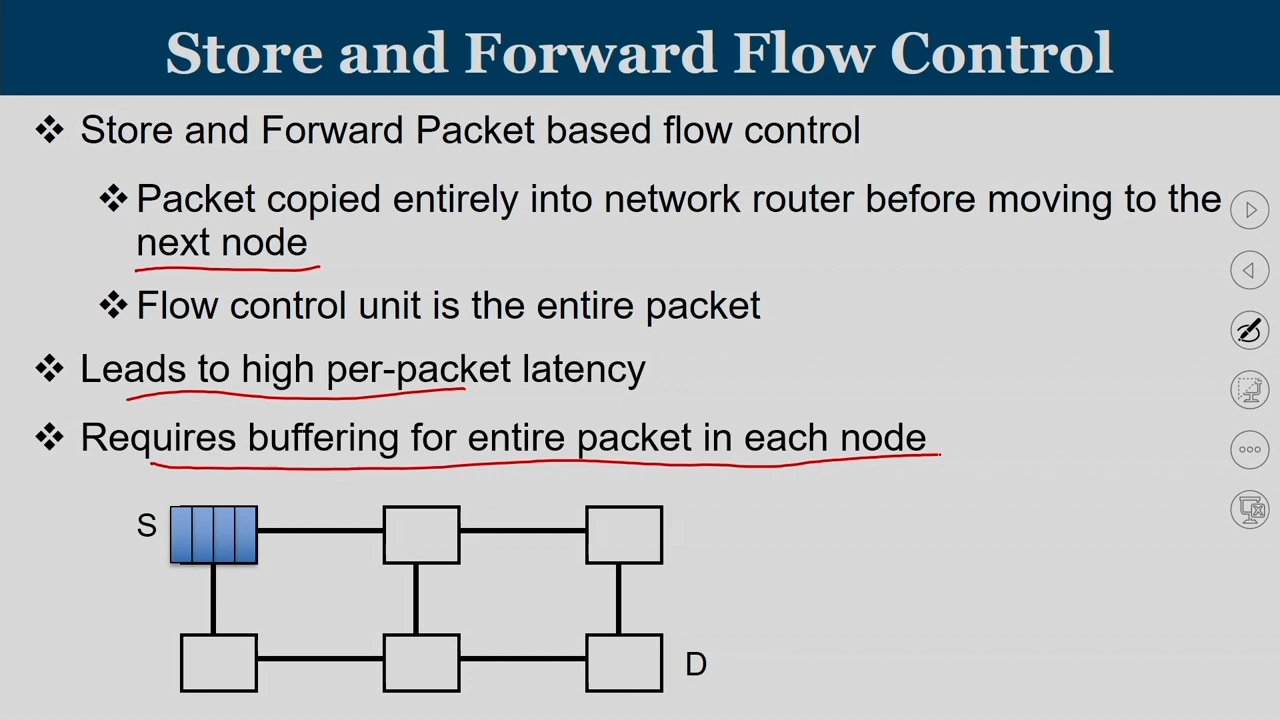 Store and Forward Flow Control
Store and Forward Packet based flow control
Packet copied entirely into network router before moving to the
next node
Flow control unit is the entire packet
Leads to high per-packet latency
Requires buffering for entire packet in each node
S
D